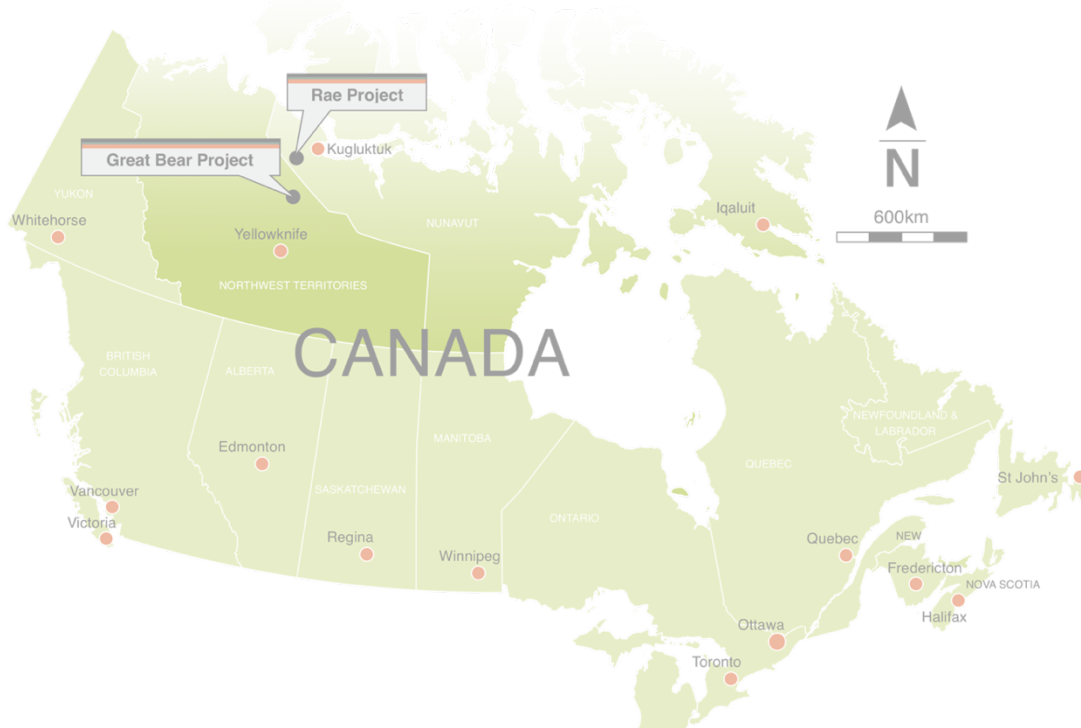 Rae Project
Kugluktuk
Great Bear Project
YUKON
Whitehorse
Iqaluit
N
600km
NUNAVUT
Yellowknife
NORTHWEST TERRITORIES
CANADA
BRITISH
COLUMBIA
ALBERTA
NEWFOUNDLAND &
LABRADOR
MANITOBA
Edmonton
QUEBEC
St John's
SASKATCHEWAN
Vancouver
ONTARIO
Victoria
Regina
Winnipeg
Quebec
NEW
Fredericton
NOVA SCOTIA
Halifax
Ottawa
Toronto